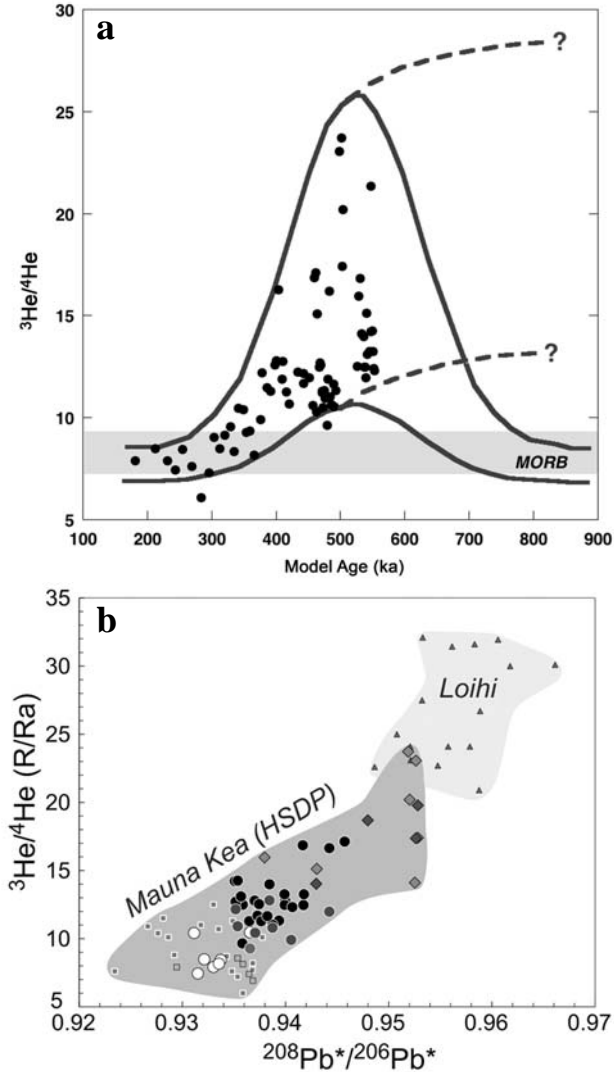 a
30
25
20
15
10
5
³He/⁴He
?
?
MORB
100 200 300 400 500 600 700 800 900
Model Age (ka)
b
35
30
25
20
15
10
5
³He/⁴He (R/Ra)
Loihi
Mauna Kea (HSDP)
0.92 0.93 0.94 0.95 0.96 0.97
²⁰⁸Pb*/²⁰⁶Pb*